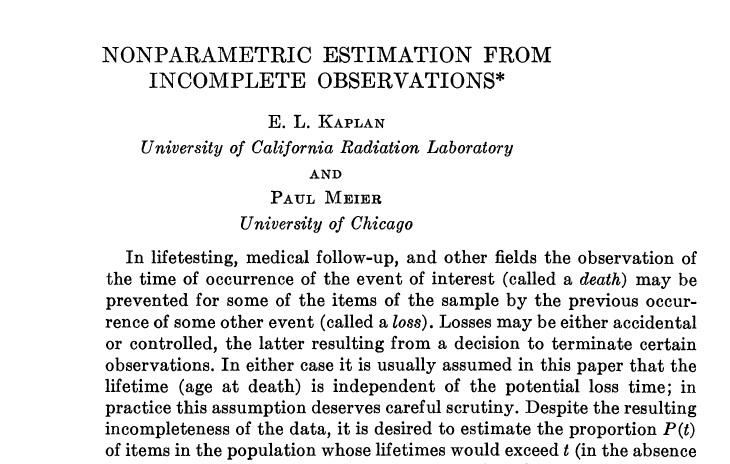 NONPARAMETRIC ESTIMATION FROM
INCOMPLETE OBSERVATIONS*
E. L. KAPLAN
University of California Radiation Laboratory
AND
PAUL MEIER
University of Chicago
In lifetesting, medical follow-up, and other fields the observation of
the time of occurrence of the event of interest (called a death) may be
prevented for some of the items of the sample by the previous occur-
rence of some other event (called a loss). Losses may be either accidental
or controlled, the latter resulting from a decision to terminate certain
observations. In either case it is usually assumed in this paper that the
lifetime (age at death) is independent of the potential loss time; in
practice this assumption deserves careful scrutiny. Despite the resulting
incompleteness of the data, it is desired to estimate the proportion P(t)
of items in the population whose lifetimes would exceed t (in the absence